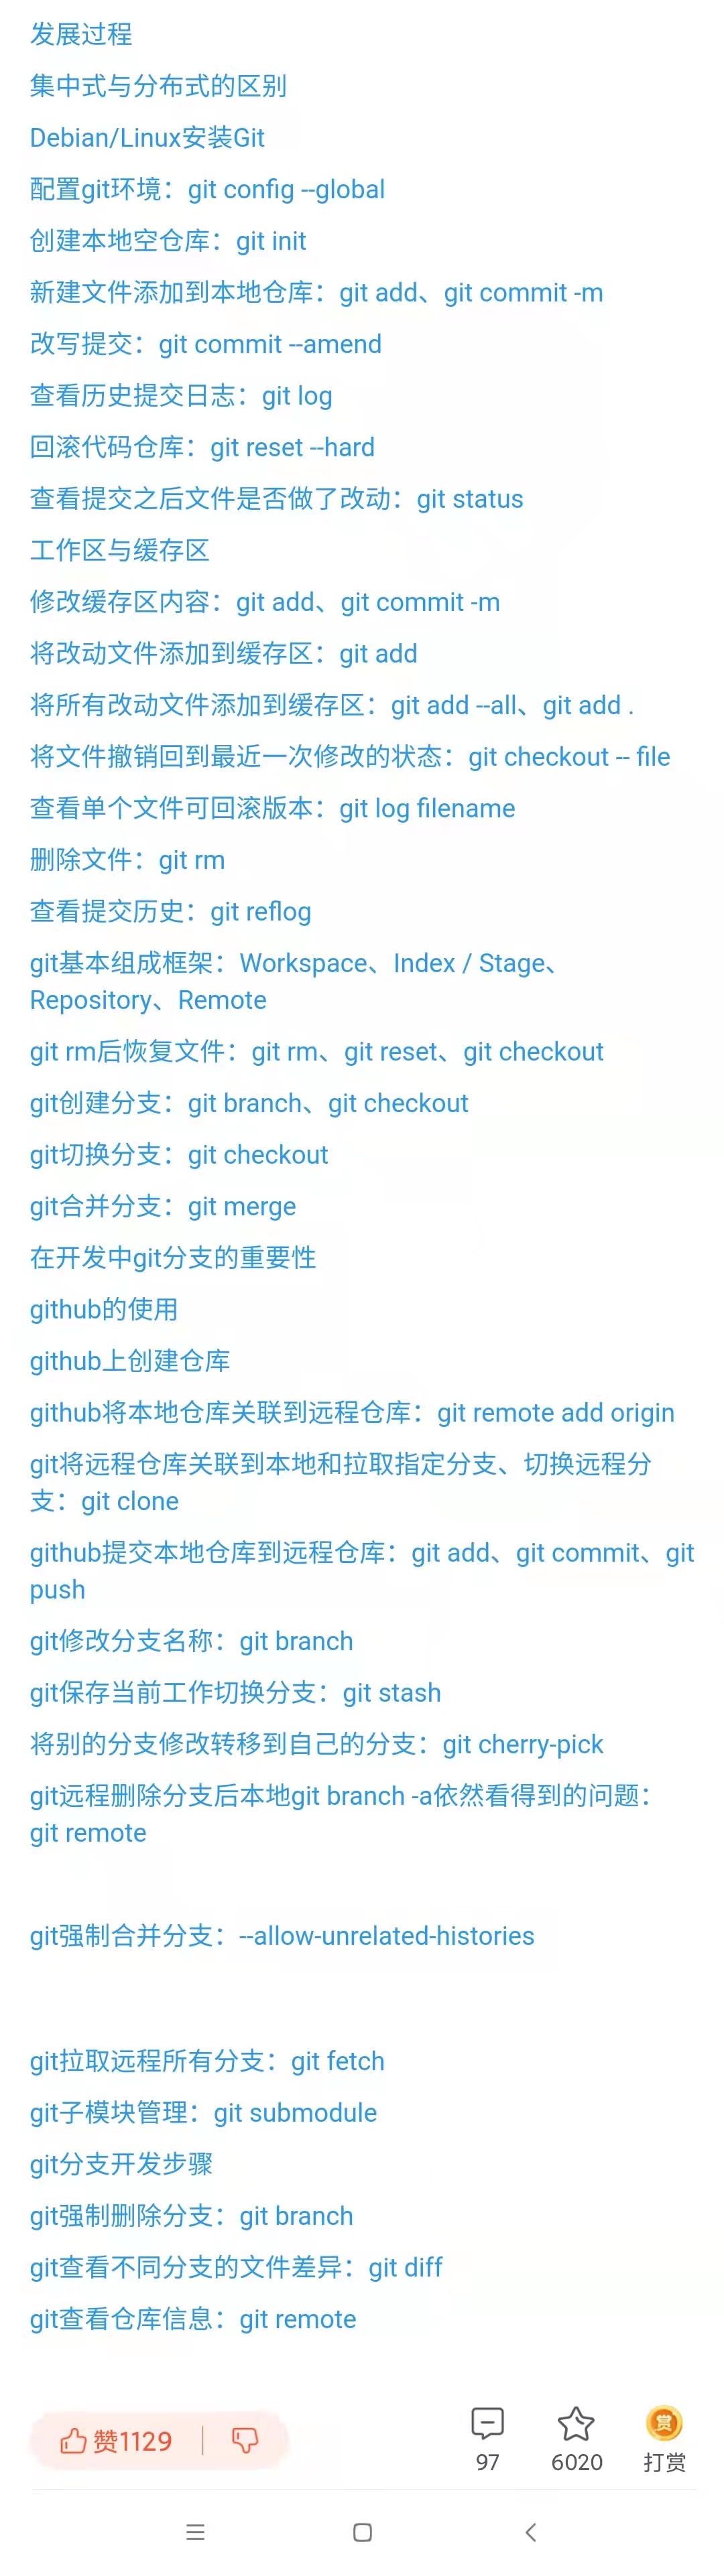 发展过程
集中式与分布式的区别
Debian/Linux安装Git
配置git环境：git config --global
创建本地空仓库：git init
新建文件添加到本地仓库：git add、git commit -m
改写提交：git commit --amend
查看历史提交日志：git log
回滚代码仓库：git reset --hard
查看提交之后文件是否做了改动：git status
工作区与缓存区
修改缓存区内容：git add、git commit -m
将改动文件添加到缓存区：git add
将所有改动文件添加到缓存区：git add --all、git add .
将文件撤销回到最近一次修改的状态：git checkout -- file
查看单个文件可回滚版本：git log filename
删除文件：git rm
查看提交历史：git reflog
git基本组成框架：Workspace、Index / Stage、
Repository、Remote
git rm后恢复文件：git rm、git reset、git checkout
git创建分支：git branch、git checkout
git切换分支：git checkout
git合并分支：git merge
在开发中git分支的重要性
github的使用
github上创建仓库
github将本地仓库关联到远程仓库：git remote add origin
git将远程仓库关联到本地和拉取指定分支、切换远程分
支：git clone
github提交本地仓库到远程仓库：git add、git commit、git
push
git修改分支名称：git branch
git保存当前工作切换分支：git stash
将别的分支修改转移到自己的分支：git cherry-pick
git远程删除分支后本地git branch -a依然看得到的问题：
git remote
git强制合并分支：--allow-unrelated-histories
git拉取远程所有分支：git fetch
git子模块管理：git submodule
git分支开发步骤
git强制删除分支：git branch
git查看不同分支的文件差异：git diff
git查看仓库信息：git remote
赞1129
赏
97 6020 打赏